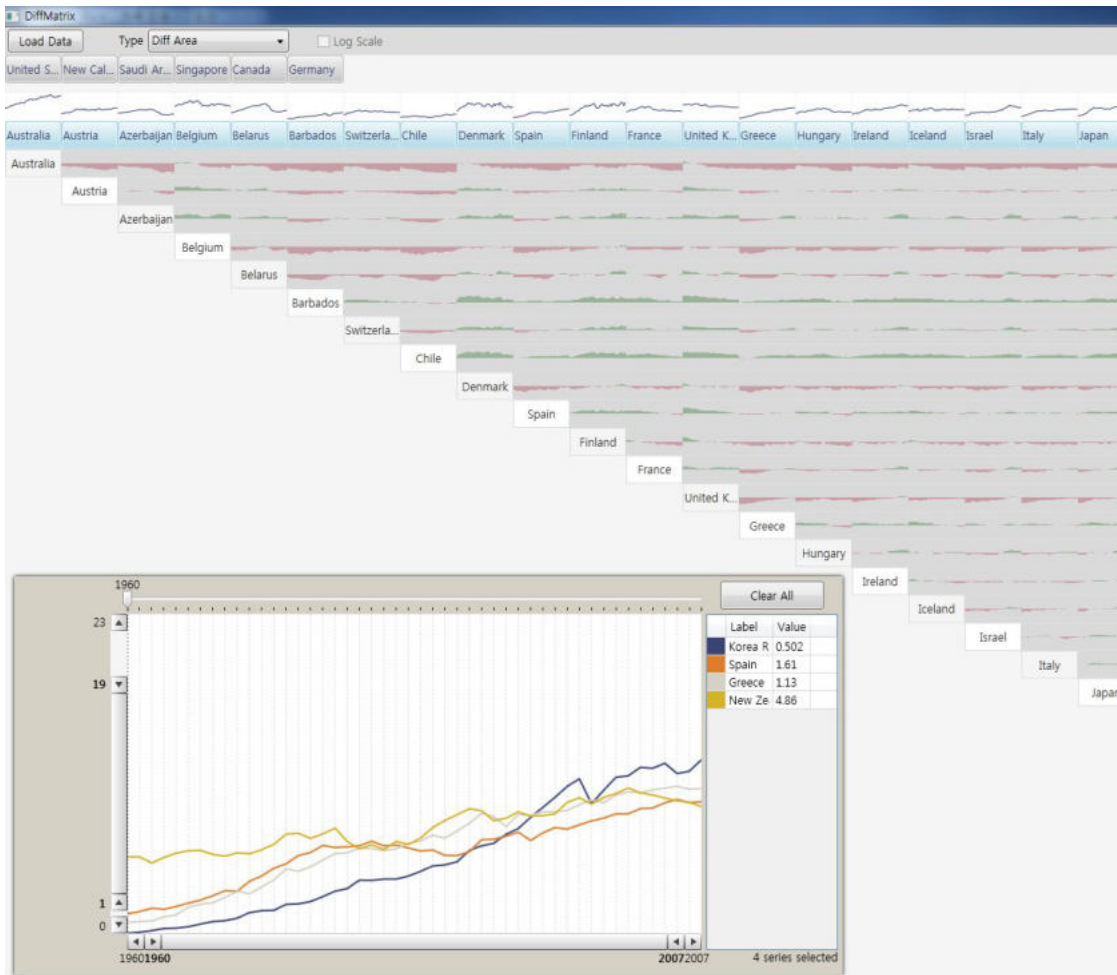 DiffMatrix
Load Data Type Diff Area Log Scale
United S... New Cal... Saudi Ar... Singapore Canada Germany
Australia Austria Azerbaijan Belgium Belarus Barbados Switzerla... Chile Denmark Spain Finland France United K... Greece Hungary Ireland Iceland Israel Italy Japan
Australia
Austria
Azerbaijan
Belgium
Belarus
Barbados
Switzerla...
Chile
Denmark
Spain
Finland
France
United K...
Greece
Hungary
Ireland
Iceland
Israel
Italy
Japan
1960
Clear All
23
19
1
0
Label Value
Korea R 0.502
Spain 1.61
Greece 1.13
New Ze 4.86
19601960 20072007 4 series selected